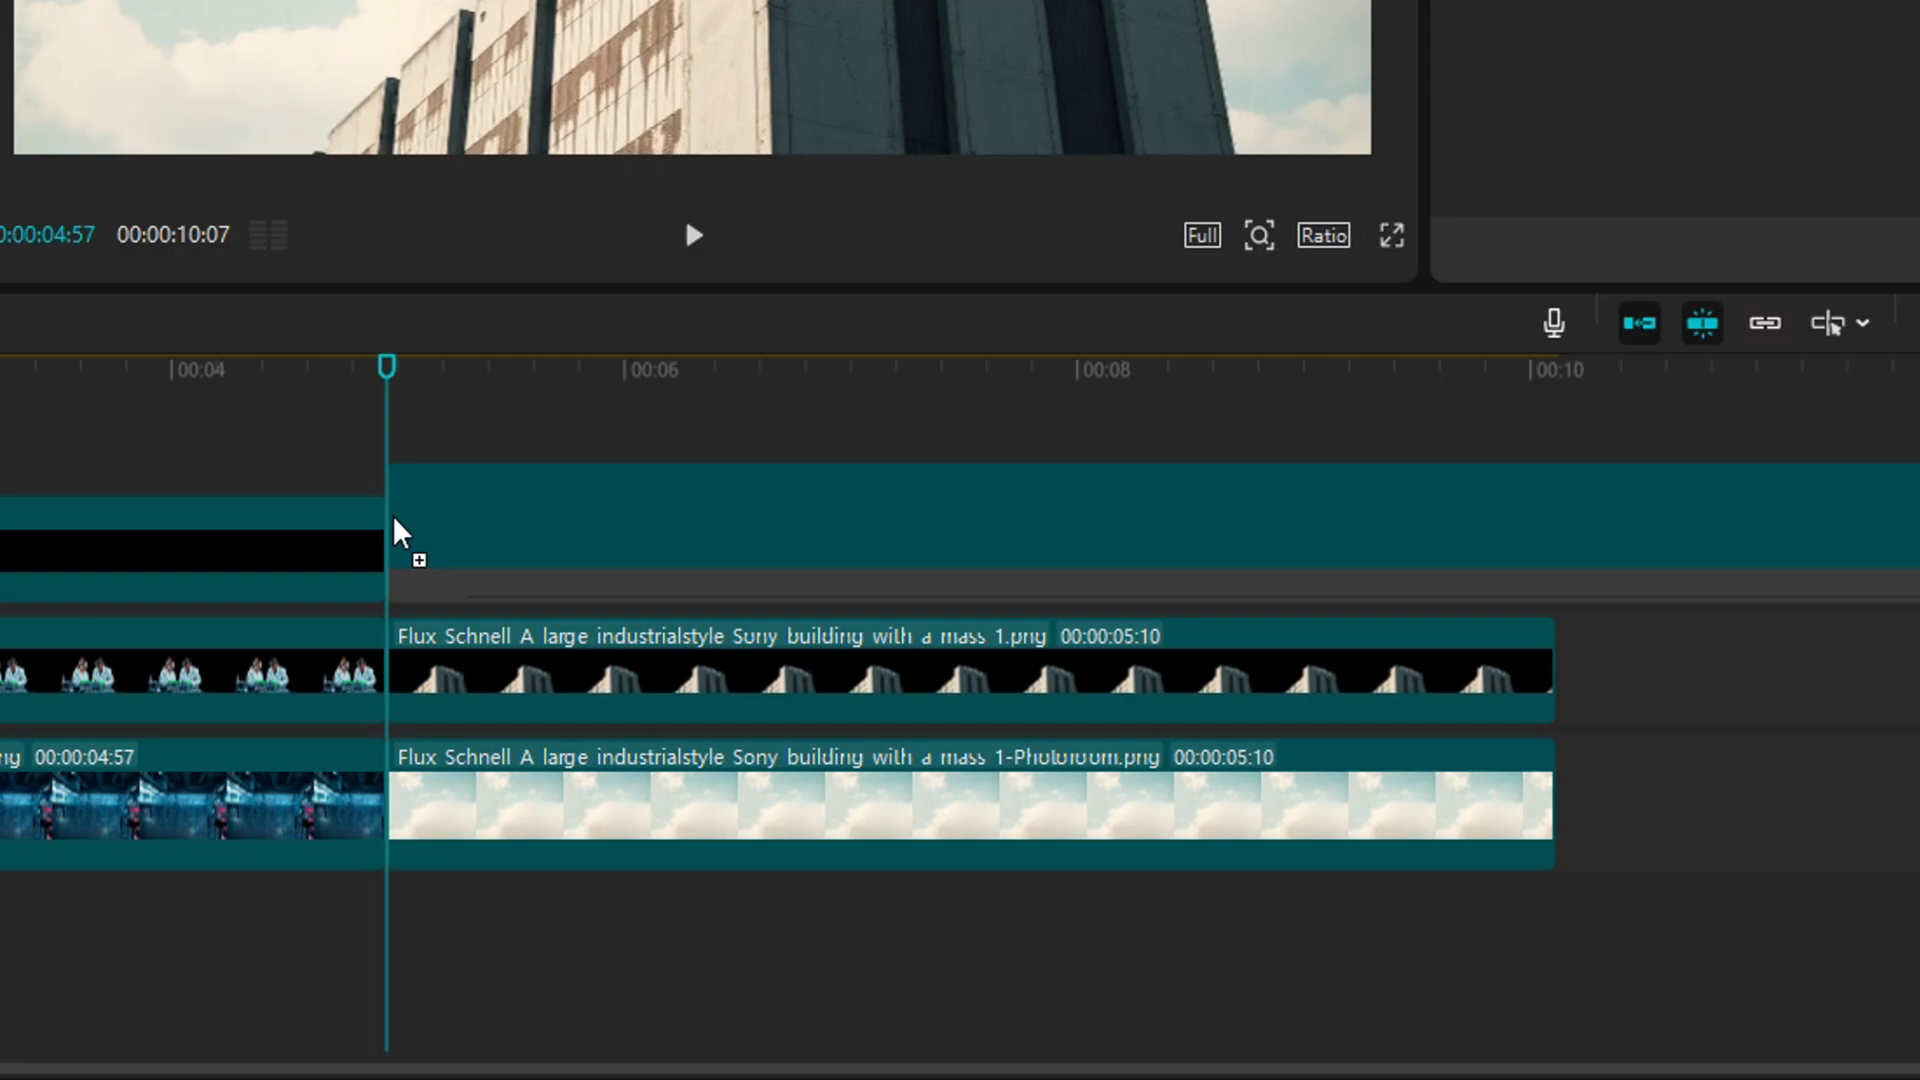 0:00:04:57 00:00:10:07
Full
Ratio
00:04 00:06 00:08 00:10
Flux Schnell A large industrialstyle Sony building with a mass 1.png 00:00:05:10
ng 00:00:04:57
Flux Schnell A large industrialstyle Sony building with a mass 1-Photoroom.png 00:00:05:10